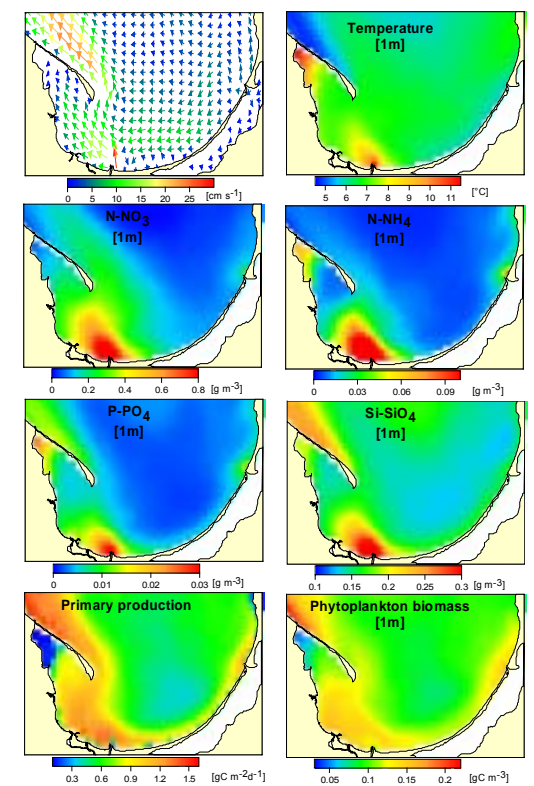 Temperature
[1m]
0 5 10 15 20 25 [cm s-1]
5 6 7 8 9 10 11 [°C]
N-NO3
[1m]
N-NH4
[1m]
0 0.2 0.4 0.6 0.8 [g m-3]
0 0.03 0.06 0.09 [g m-3]
P-PO4
[1m]
Si-SiO4
[1m]
0 0.01 0.02 0.03 [g m-3]
0.1 0.15 0.2 0.25 0.3 [g m-3]
Primary production
Phytoplankton biomass
[1m]
0.3 0.6 0.9 1.2 1.5 [gC m-2d-1]
0.05 0.1 0.15 0.2 [gC m-3]